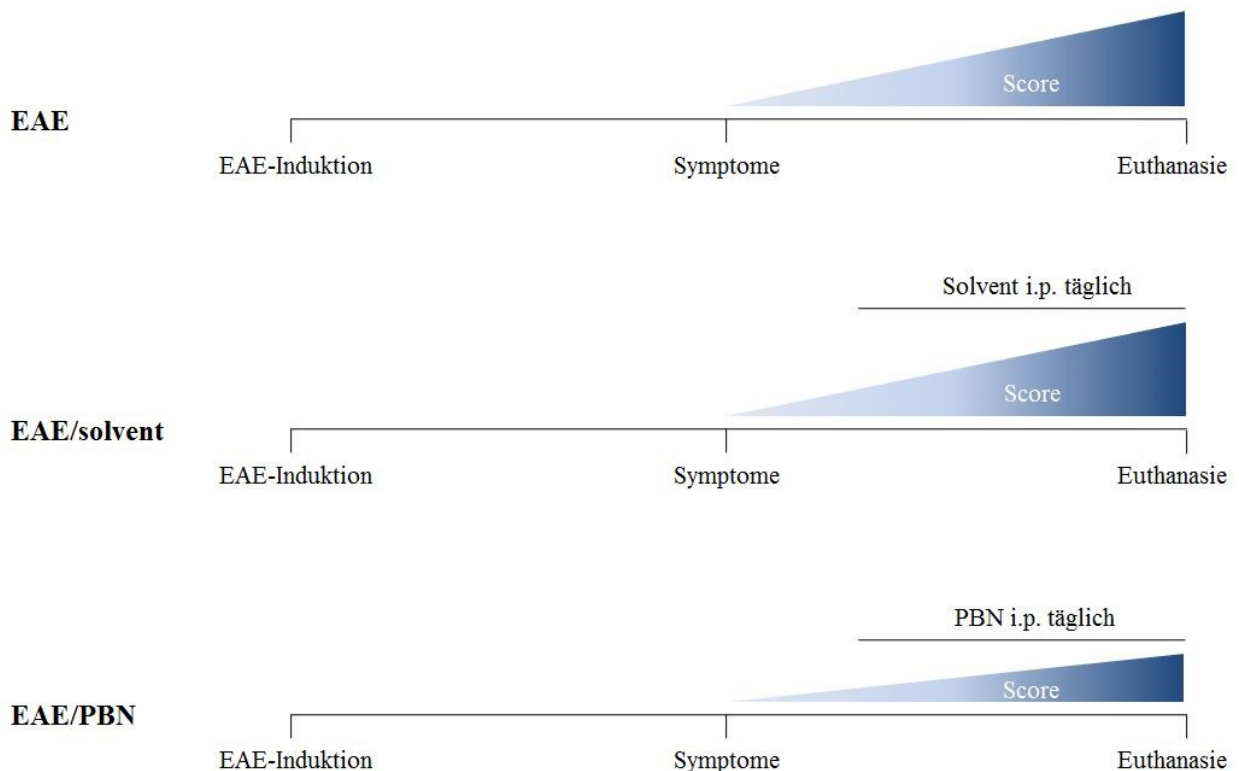 Score
EAE
EAE-Induktion Symptome Euthanasie
Solvent i.p. täglich
Score
EAE/solvent
EAE-Induktion Symptome Euthanasie
PBN i.p. täglich
Score
EAE/PBN
EAE-Induktion Symptome Euthanasie